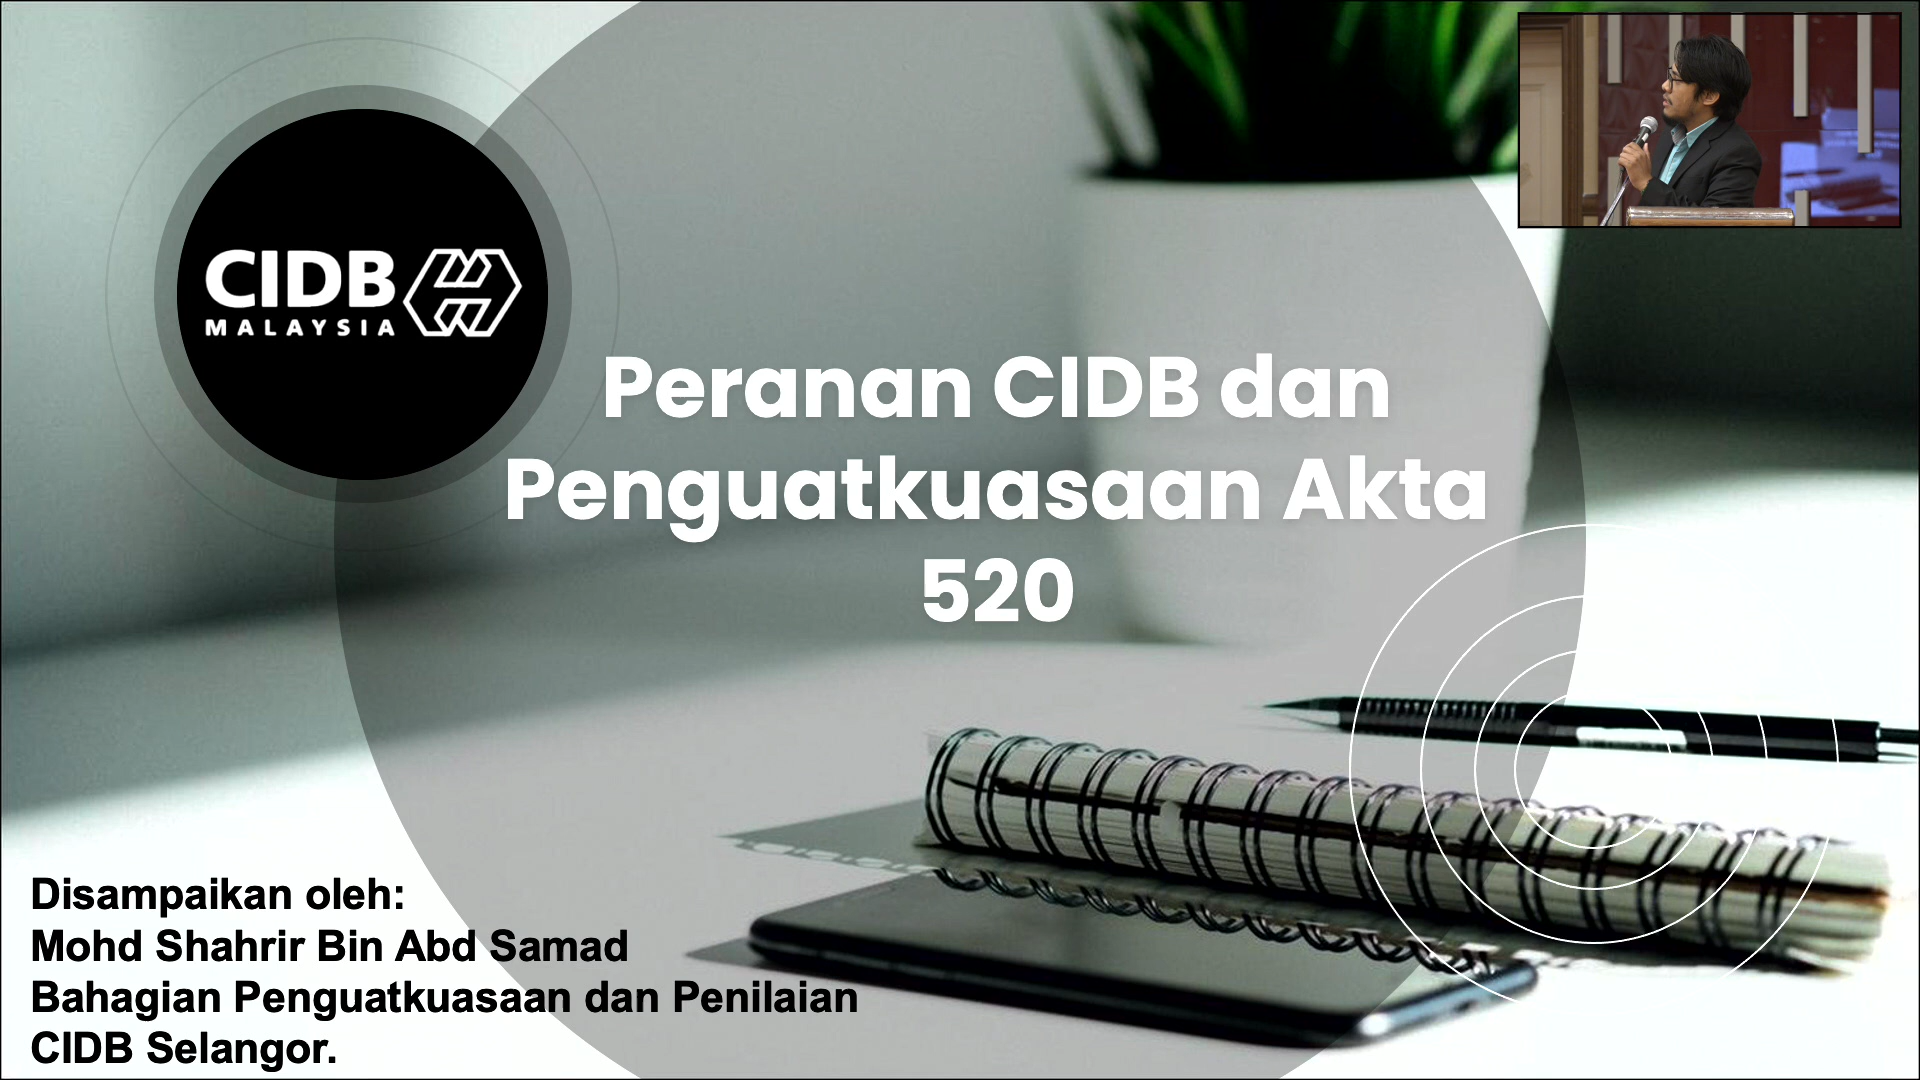 CIDB
MALAYSIA
Peranan CIDB dan
Penguatkuasaan Akta
520
Disampaikan oleh:
Mohd Shahrir Bin Abd Samad
Bahagian Penguatkuasaan dan Penilaian
CIDB Selangor.